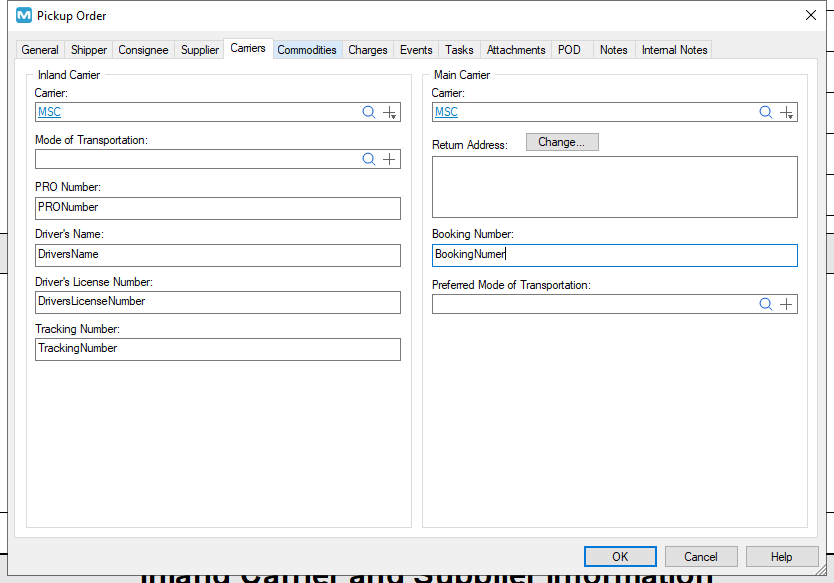 Pickup Order
General Shipper Consignee Supplier Carriers Commodities Charges Events Tasks Attachments POD Notes Internal Notes
Inland Carrier
Carrier:
MSC
Mode of Transportation:
PRO Number:
PRONumber
Driver's Name:
DriversName
Driver's License Number:
DriversLicenseNumber
Tracking Number:
TrackingNumber
Main Carrier
Carrier:
MSC
Return Address:
Change...
Booking Number:
BookingNumer
Preferred Mode of Transportation:
OK Cancel Help
Inland Carrier and Supplier Information